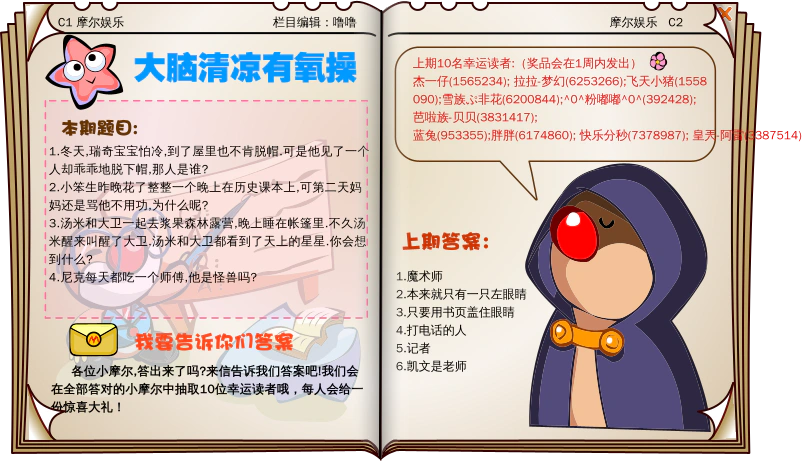 C1 摩尔娱乐
栏目编辑：噜噜
大脑清凉有氧操
本期题目:
1.冬天,瑞奇宝宝怕冷,到了屋里也不肯脱帽.可是他见了一个
人却乖乖地脱下帽,那人是谁?
2.小笨生昨晚花了整整一个晚上在历史课本上,可第二天妈
妈还是骂他不用功.为什么呢?
3.汤米和大卫一起去浆果森林露营,晚上睡在帐篷里.不久汤
米醒来叫醒了大卫.汤米和大卫都看到了天上的星星.你会想
到什么?
4.尼克每天都吃一个师傅,他是怪兽吗?
我要告诉你们答案
各位小摩尔,答出来了吗?来信告诉我们答案吧!我们会
在全部答对的小摩尔中抽取10位幸运读者哦，每人会给一
份惊喜大礼！
摩尔娱乐 C2
上期10名幸运读者:（奖品会在1周内发出）
杰一仔(1565234); 拉拉·梦幻(6253266);飞天小猪(1558
090);雪族.ぷ非花(6200844);^0^粉嘟嘟^0^(392428);
芭啦族-贝贝(3831417);
蓝兔(953355);胖胖(6174860); 快乐分秒(7378987); 皇天-阿雷(3387514)
上期答案:
1.魔术师
2.本来就只有一只左眼睛
3.只要用书页盖住眼睛
4.打电话的人
5.记者
6.凯文是老师